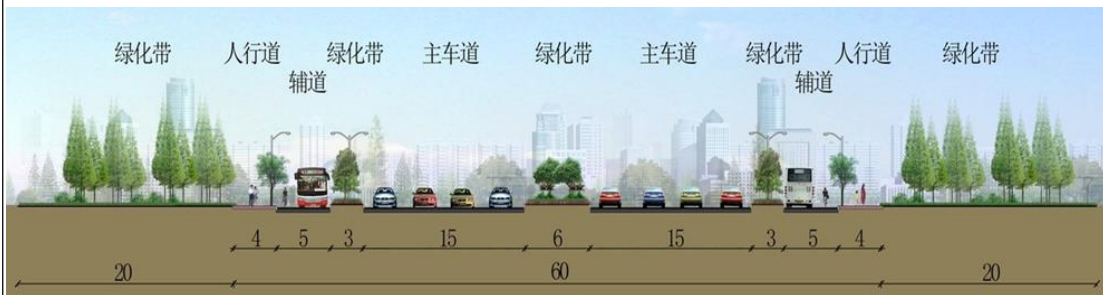 绿化带 人行道 绿化带 主车道 绿化带 主车道 绿化带 人行道 绿化带
辅道 辅道
4 5 3 15 6 15 3 5 4
20 60 20